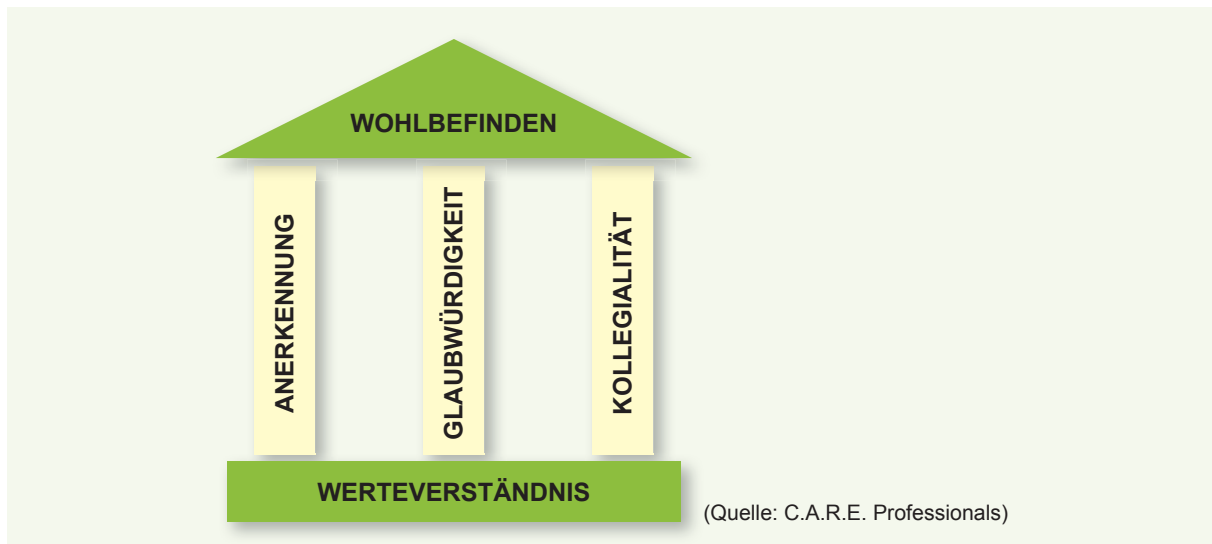 WOHLBEFINDEN
ANERKENNUNG
GLAUBWÜRDIGKEIT
KOLLEGIALITÄT
WERTEVERSTÄNDNIS
(Quelle: C.A.R.E. Professionals)